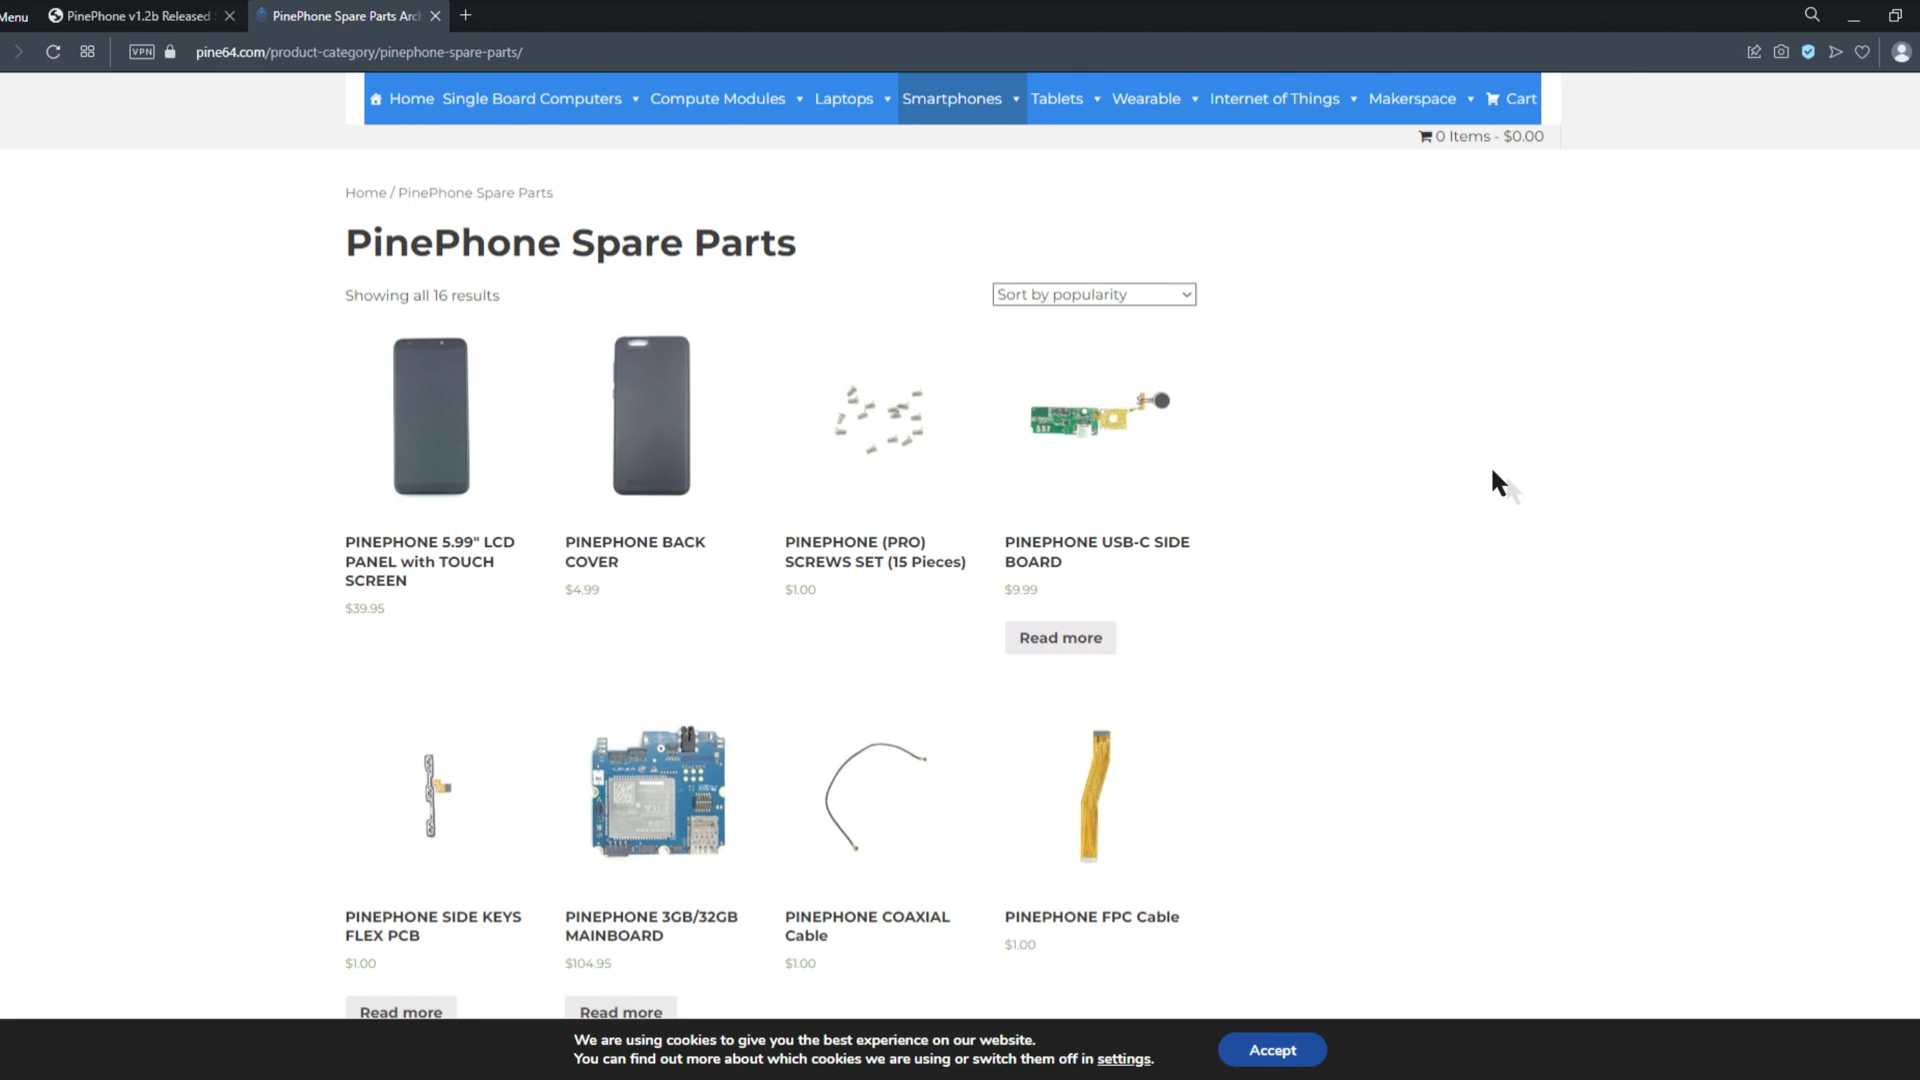 Menu
PinePhone v1.2b Released
PinePhone Spare Parts Arc
VPN
pine64.com/product-category/pinephone-spare-parts/
Home Single Board Computers Compute Modules Laptops Smartphones Tablets Wearable Internet of Things Makerspace Cart
0 Items - $0.00
Home / PinePhone Spare Parts
PinePhone Spare Parts
Showing all 16 results
Sort by popularity
PINEPHONE 5.99" LCD
PANEL with TOUCH
SCREEN
$39.95
PINEPHONE BACK
COVER
$4.99
PINEPHONE (PRO)
SCREWS SET (15 Pieces)
$1.00
PINEPHONE USB-C SIDE
BOARD
$9.99
Read more
PINEPHONE SIDE KEYS
FLEX PCB
$1.00
Read more
PINEPHONE 3GB/32GB
MAINBOARD
$104.95
Read more
PINEPHONE COAXIAL
Cable
$1.00
PINEPHONE FPC Cable
$1.00
We are using cookies to give you the best experience on our website.
You can find out more about which cookies we are using or switch them off in settings.
Accept